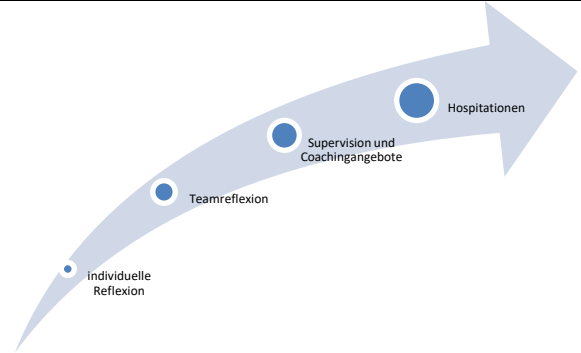 Hospitationen
Supervision und
Coachingangebote
Teamreflexion
individuelle
Reflexion